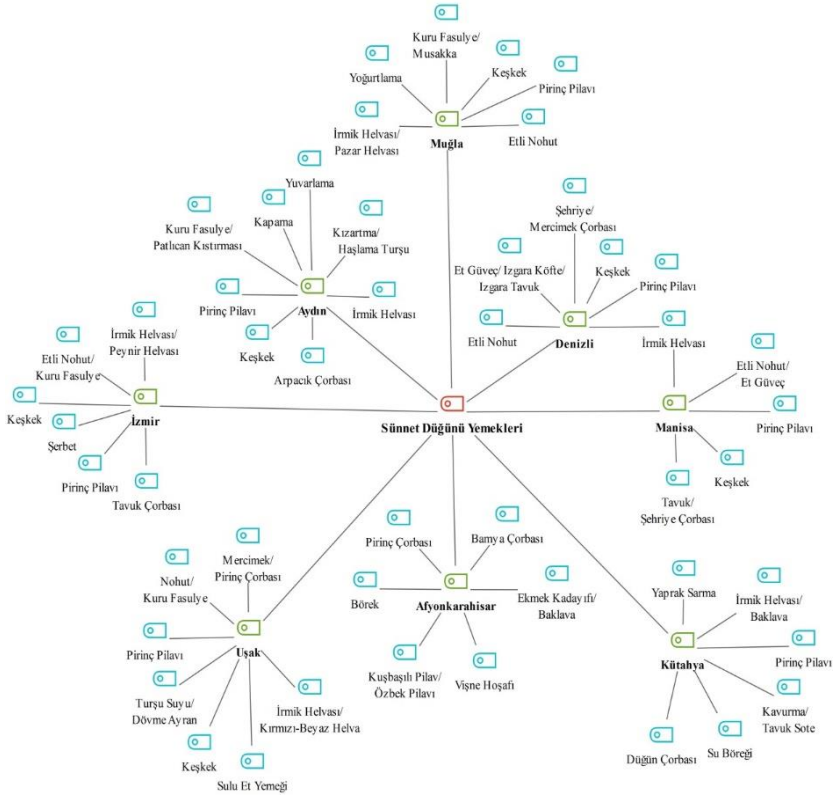 Kuru Fasulye/
Musakka
Yoğurtlama
Keşkek
Pirinç Pilavı
İrmik Helvası/
Pazar Helvası
Muğla
Etli Nohut
Yuvarlama
Kapama
Kuru Fasulye/
Patlıcan Kıstırması
Kızartma/
Haşlama Turşu
Pirinç Pilavı
Aydın
İrmik Helvası
Keşkek
Arpacık Çorbası
Şehriye/
Mercimek Çorbası
Et Güveç/ Izgara Köfte/
Izgara Tavuk
Keşkek
Pirinç Pilavı
Etli Nohut
Denizli
İrmik Helvası
İrmik Helvası/
Peynir Helvası
Etli Nohut/
Kuru Fasulye
Keşkek
İzmir
Şerbet
Pirinç Pilavı
Tavuk Çorbası
Sünnet Düğünü Yemekleri
Etli Nohut/
Et Güveç
Manisa
Pirinç Pilavı
Keşkek
Tavuk/
Şehriye Çorbası
Mercimek/
Pirinç Çorbası
Nohut/
Kuru Fasulye
Pirinç Pilavı
Uşak
Turşu Suyu/
Dövme Ayran
İrmik Helvası/
Kırmızı-Beyaz Helva
Keşkek
Sulu Et Yemeği
Pirinç Çorbası
Bamya Çorbası
Börek
Afyonkarahisar
Ekmek Kadayıfı/
Baklava
Kuşbaşılı Pilav/
Özbek Pilavı
Vişne Hoşafı
Yaprak Sarma
İrmik Helvası/
Baklava
Kütahya
Pirinç Pilavı
Kavurma/
Tavuk Sote
Su Böreği
Düğün Çorbası